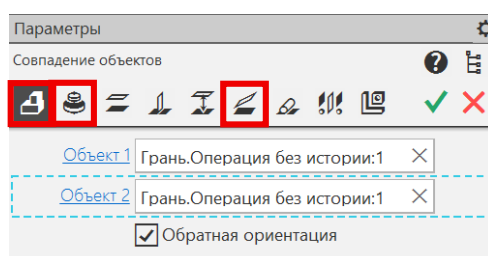 Параметры
Совпадение объектов
Объект 1 Грань.Операция без истории:1
Объект 2 Грань.Операция без истории:1
Обратная ориентация